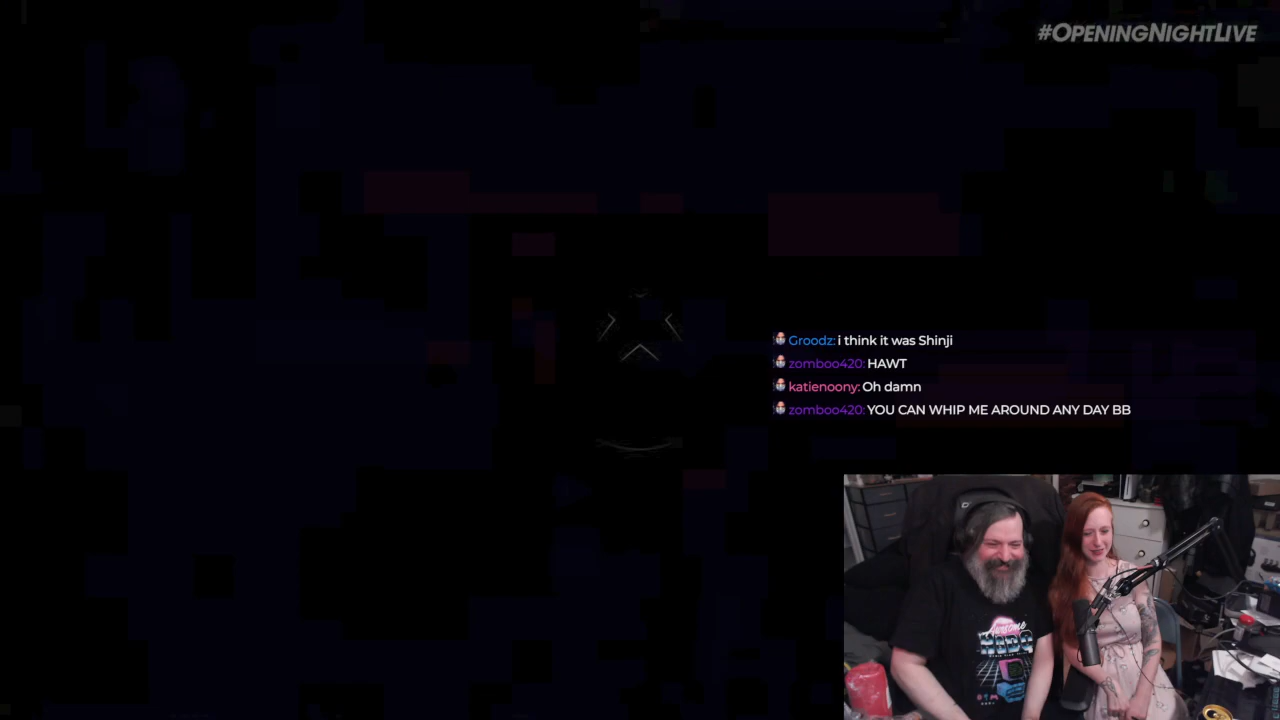 #OPENINGNIGHTLIVE
Groodz: i think it was Shinji
zomboo420: HAWT
katienoony: Oh damn
zomboo420: YOU CAN WHIP ME AROUND ANY DAY BB
Awesome